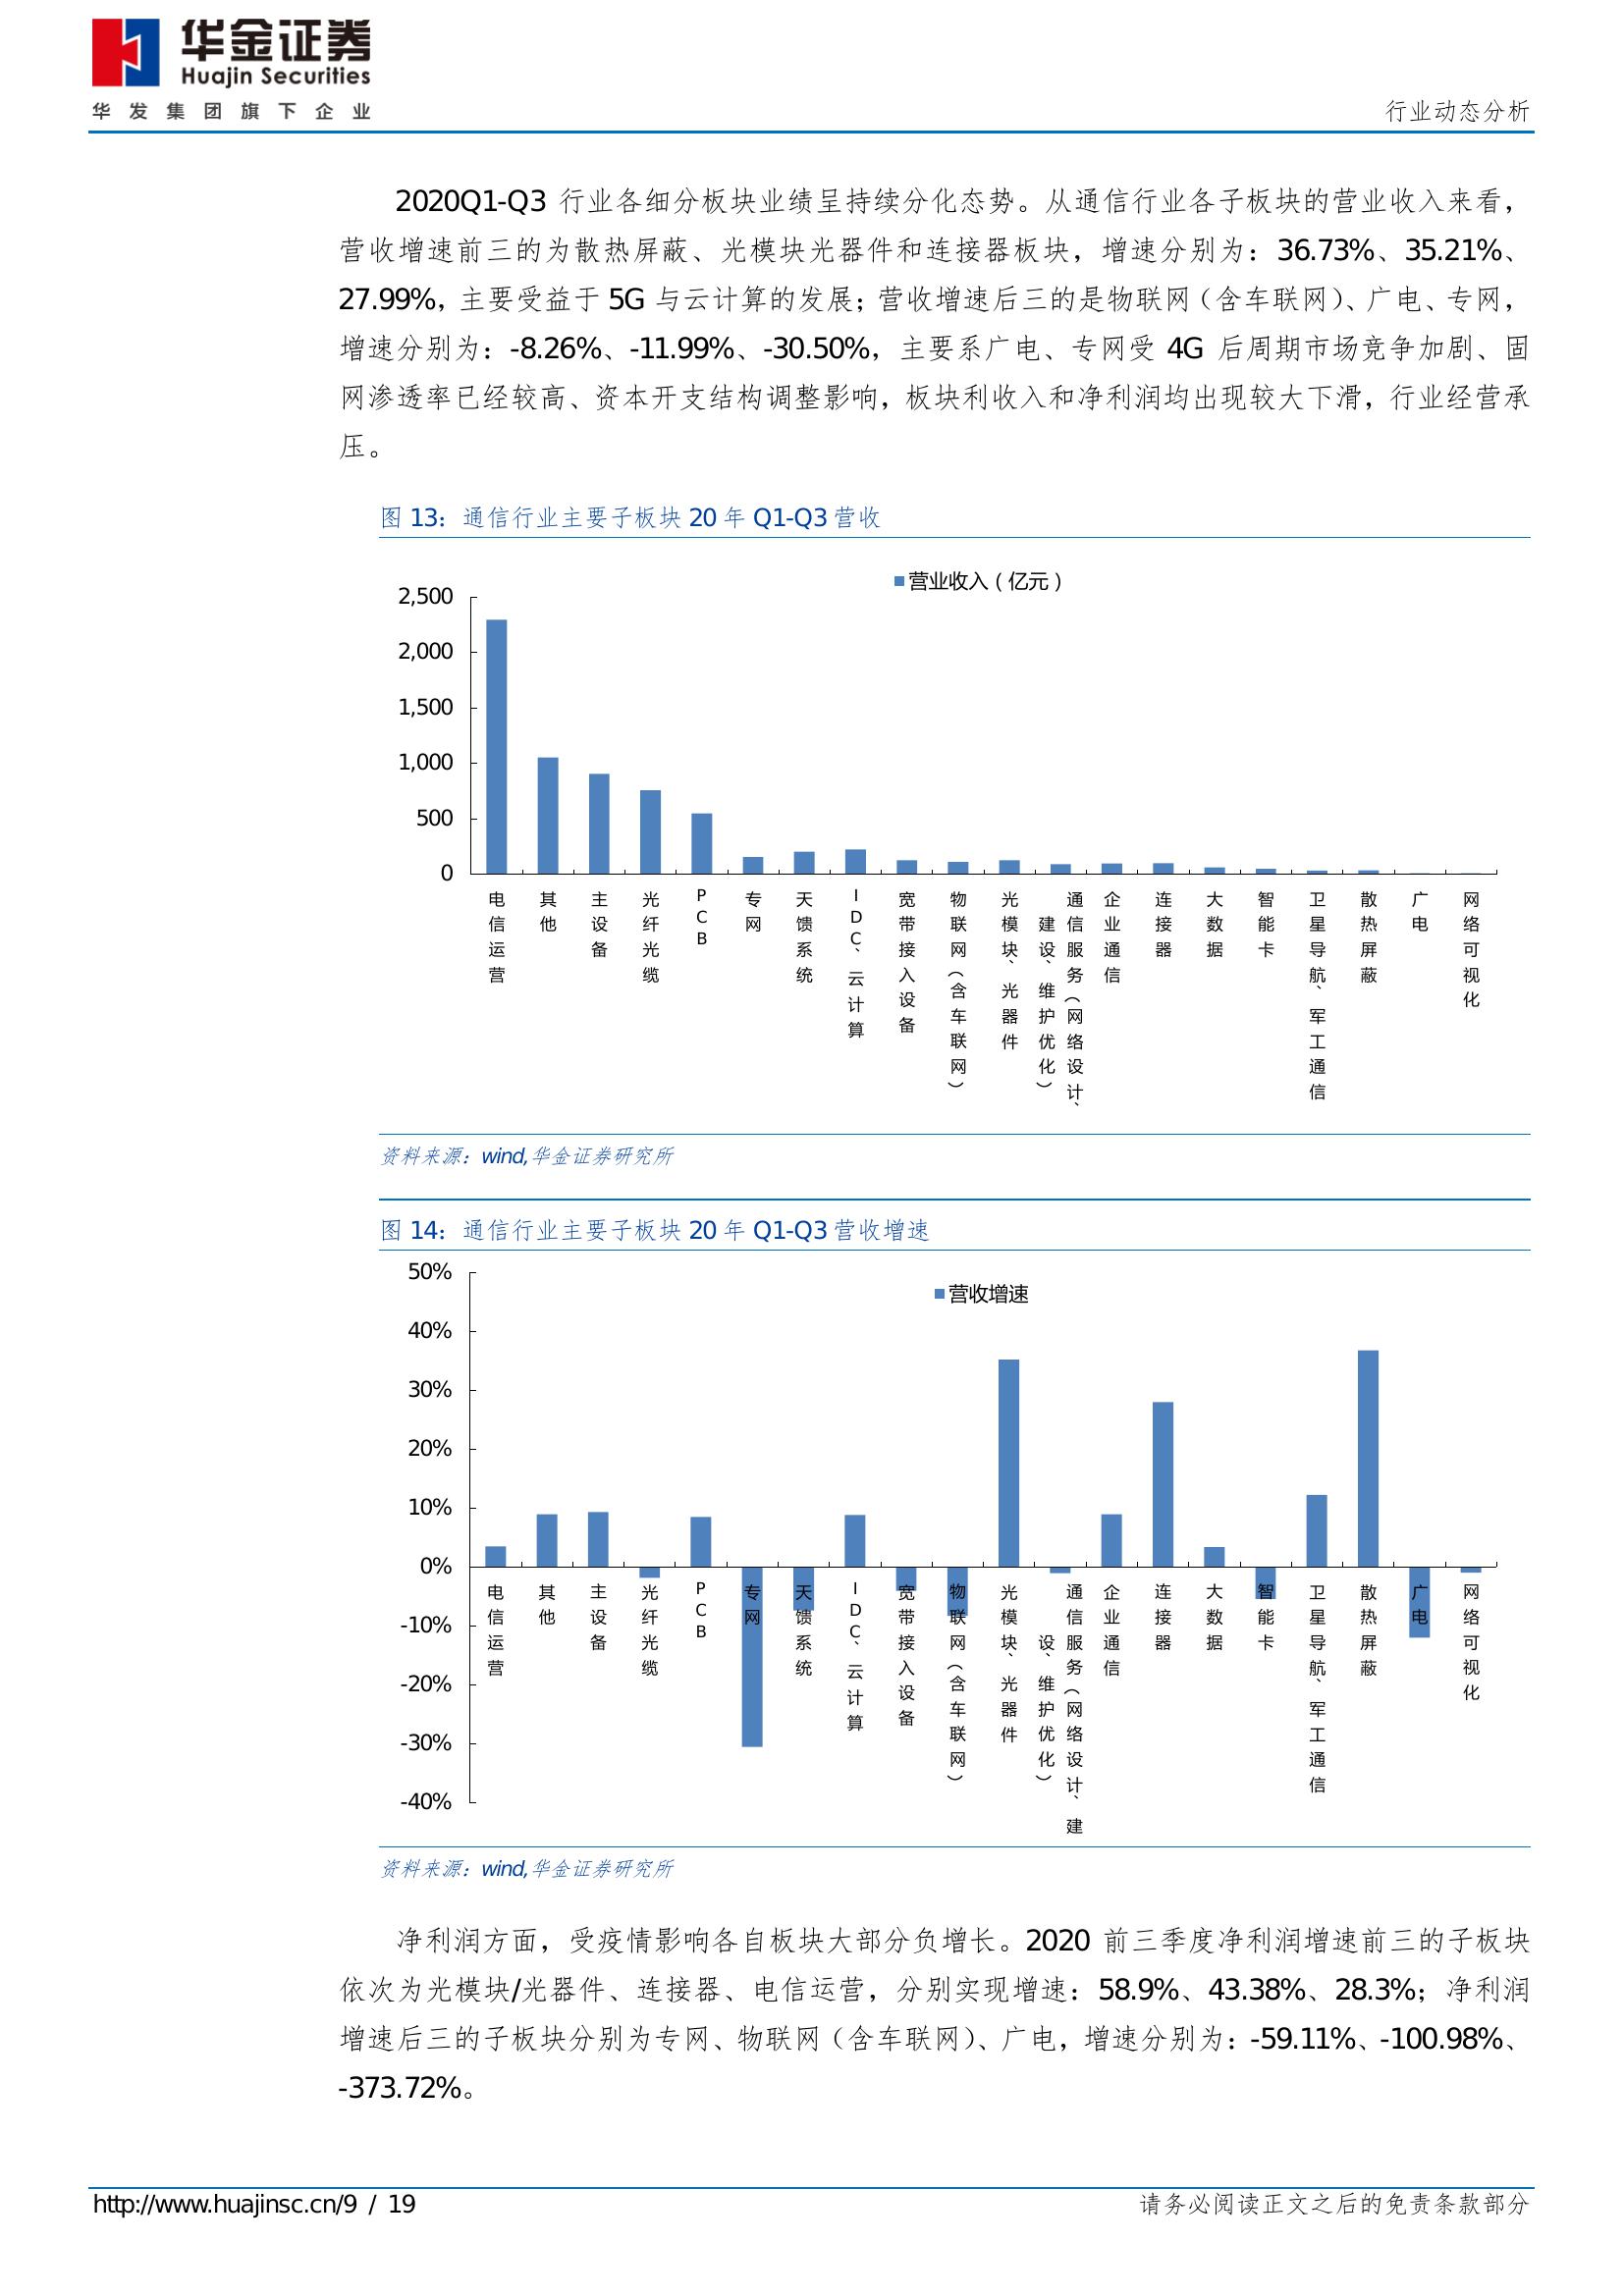 华金证券
Huajin Securities
华发集团旗下企业
行业动态分析
2020Q1-Q3 行业各细分板块业绩呈持续分化态势。从通信行业各子板块的营业收入来看，
营收增速前三的为散热屏蔽、光模块光器件和连接器板块，增速分别为：36.73%、35.21%、
27.99%，主要受益于 5G 与云计算的发展；营收增速后三的是物联网（含车联网）、广电、专网，
增速分别为：-8.26%、-11.99%、-30.50%，主要系广电、专网受 4G 后周期市场竞争加剧、固
网渗透率已经较高、资本开支结构调整影响，板块利收入和净利润均出现较大下滑，行业经营承
压。
图 13：通信行业主要子板块 20 年 Q1-Q3 营收
营业收入（亿元）
2,500
2,000
1,500
1,000
500
0
电信运营
其他
主设备
光纤光缆
PCB
专网
天馈系统
IDC、云计算
宽带接入设备
物联网（含车联网）
光模块、光器件
通信服务（网络设计、
建设、维护优化）
企业通信
连接器
大数据
智能卡
卫星导航、军工通信
散热屏蔽
广电
网络可视化
资料来源：wind,华金证券研究所
图 14：通信行业主要子板块 20 年 Q1-Q3 营收增速
营收增速
50%
40%
30%
20%
10%
0%
-10%
-20%
-30%
-40%
电信运营
其他
主设备
光纤光缆
PCB
专网
天馈系统
IDC、云计算
宽带接入设备
物联网（含车联网）
光模块、光器件
通信服务（网络设计、建
设、维护优化）
企业通信
连接器
大数据
智能卡
卫星导航、军工通信
散热屏蔽
广电
网络可视化
资料来源：wind,华金证券研究所
净利润方面，受疫情影响各自板块大部分负增长。2020 前三季度净利润增速前三的子板块
依次为光模块/光器件、连接器、电信运营，分别实现增速：58.9%、43.38%、28.3%；净利润
增速后三的子板块分别为专网、物联网（含车联网）、广电，增速分别为：-59.11%、-100.98%、
-373.72%。
http://www.huajinsc.cn/9 / 19
请务必阅读正文之后的免责条款部分